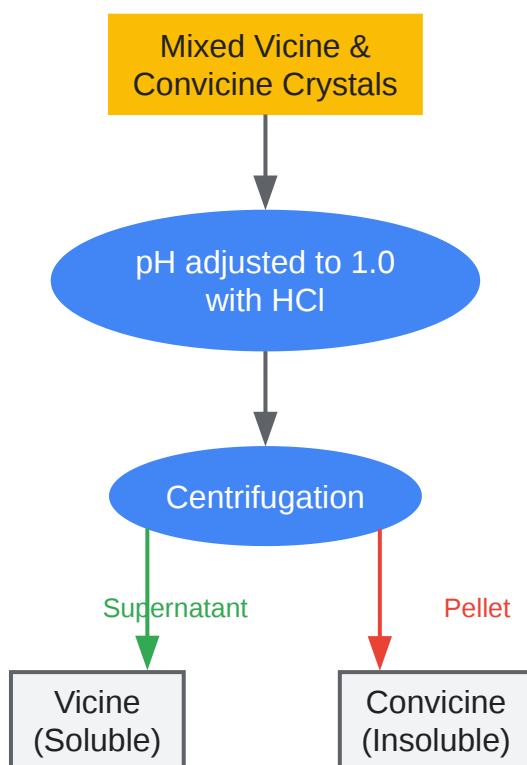 Mixed Vicine &
Convicine Crystals
pH adjusted to 1.0
with HCl
Centrifugation
Supernatant
Pellet
Vicine
(Soluble)
Convicine
(Insoluble)